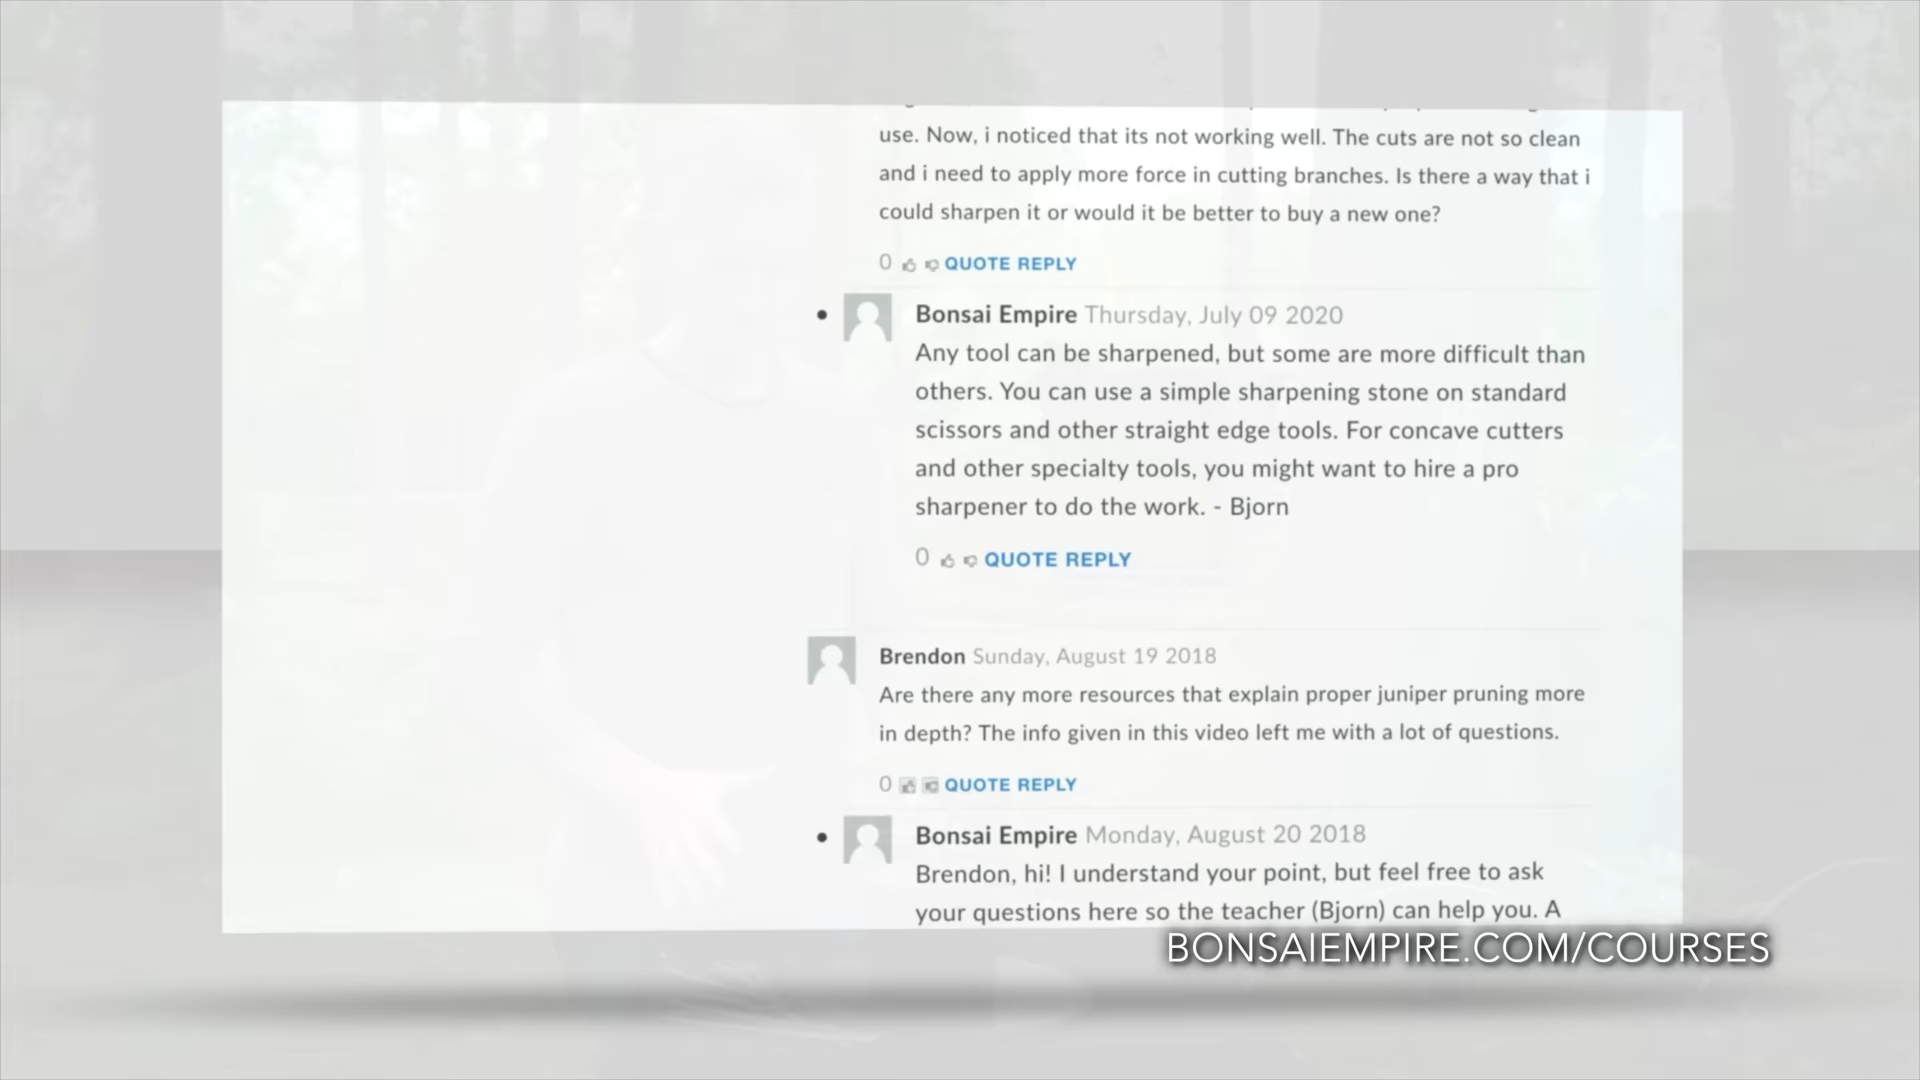 use. Now, i noticed that its not working well. The cuts are not so clean
and i need to apply more force in cutting branches. Is there a way that i
could sharpen it or would it be better to buy a new one?
0 QUOTE REPLY
Bonsai Empire Thursday, July 09 2020
Any tool can be sharpened, but some are more difficult than
others. You can use a simple sharpening stone on standard
scissors and other straight edge tools. For concave cutters
and other specialty tools, you might want to hire a pro
sharpener to do the work. - Bjorn
0 QUOTE REPLY
Brendon Sunday, August 19 2018
Are there any more resources that explain proper juniper pruning more
in depth? The info given in this video left me with a lot of questions.
0 QUOTE REPLY
Bonsai Empire Monday, August 20 2018
Brendon, hi! I understand your point, but feel free to ask
your questions here so the teacher (Bjorn) can help you. A
BONSAIEMPIRE.COM/COURSES